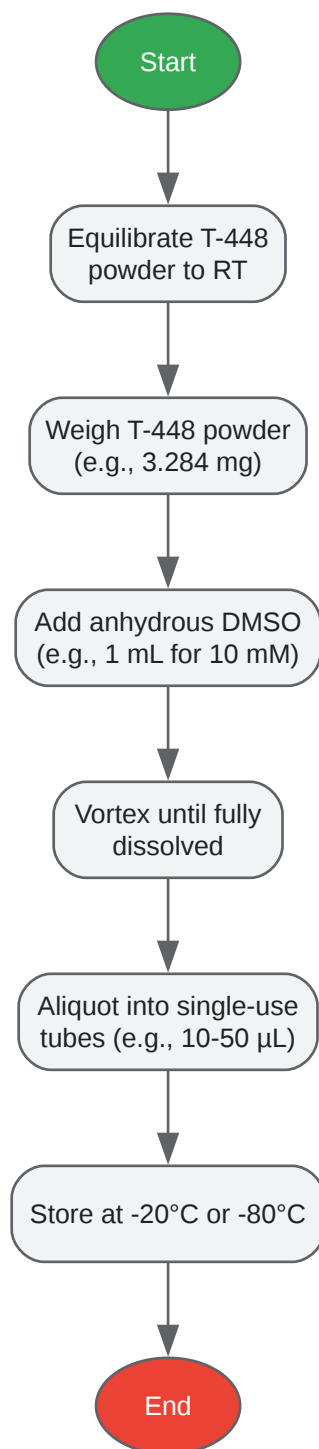 Start
Equilibrate T-448
powder to RT
Weigh T-448 powder
(e.g., 3.284 mg)
Add anhydrous DMSO
(e.g., 1 mL for 10 mM)
Vortex until fully
dissolved
Aliquot into single-use
tubes (e.g., 10-50 µL)
Store at -20°C or -80°C
End